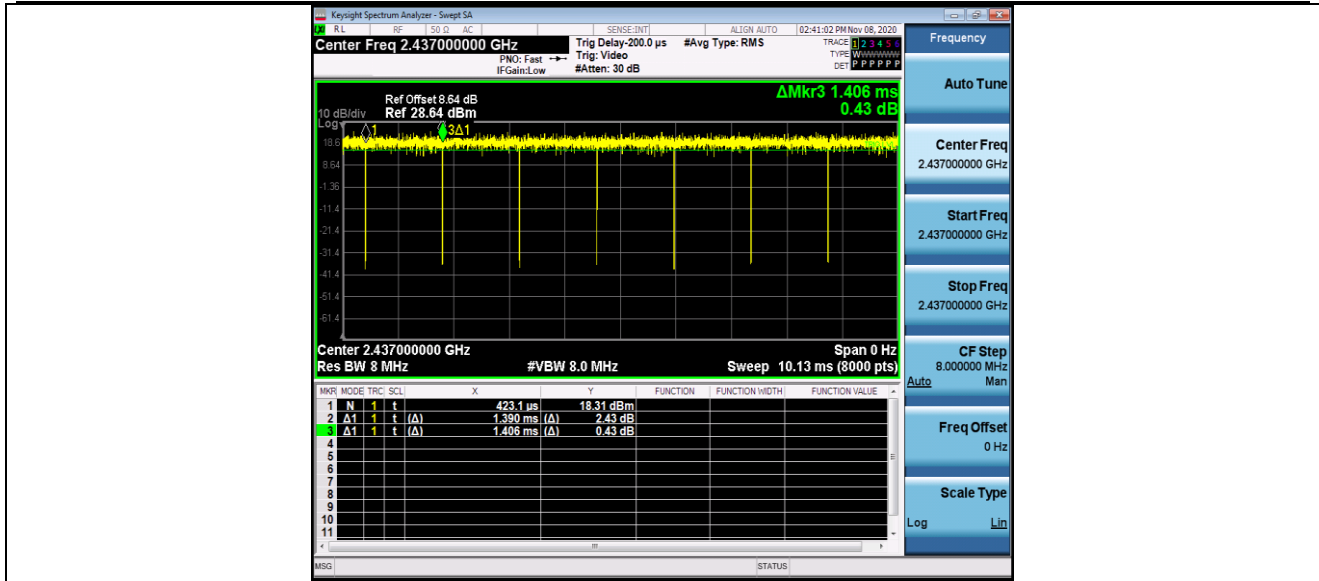 Keysight Spectrum Analyzer - Swept SA
RL RF 50 Ω AC SENSE:INT ALIGN AUTO 02:41:02 PM Nov 08, 2020
Center Freq 2.437000000 GHz
PNO: Fast
IFGain:Low
Trig Delay-200.0 µs
Trig: Video
#Atten: 30 dB
#Avg Type: RMS
TRACE 1 2 3 4 5 6
TYPE WWWWWW
DET P P P P P P
Ref Offset 8.64 dB
10 dB/div Ref 28.64 dBm
Log
ΔMkr3 1.406 ms
0.43 dB
1
3Δ1
18.6
8.64
-1.36
-11.4
-21.4
-31.4
-41.4
-51.4
-61.4
Center 2.437000000 GHz Span 0 Hz
Res BW 8 MHz #VBW 8.0 MHz Sweep 10.13 ms (8000 pts)
MKR MODE TRC SCL X Y FUNCTION FUNCTION WIDTH FUNCTION VALUE
1 N 1 t 423.1 µs 18.31 dBm
2 Δ1 1 t (Δ) 1.390 ms (Δ) 2.43 dB
3 Δ1 1 t (Δ) 1.406 ms (Δ) 0.43 dB
4
5
6
7
8
9
10
11
MSG STATUS
Frequency
Auto Tune
Center Freq
2.437000000 GHz
Start Freq
2.437000000 GHz
Stop Freq
2.437000000 GHz
CF Step
8.000000 MHz
Auto Man
Freq Offset
0 Hz
Scale Type
Log Lin